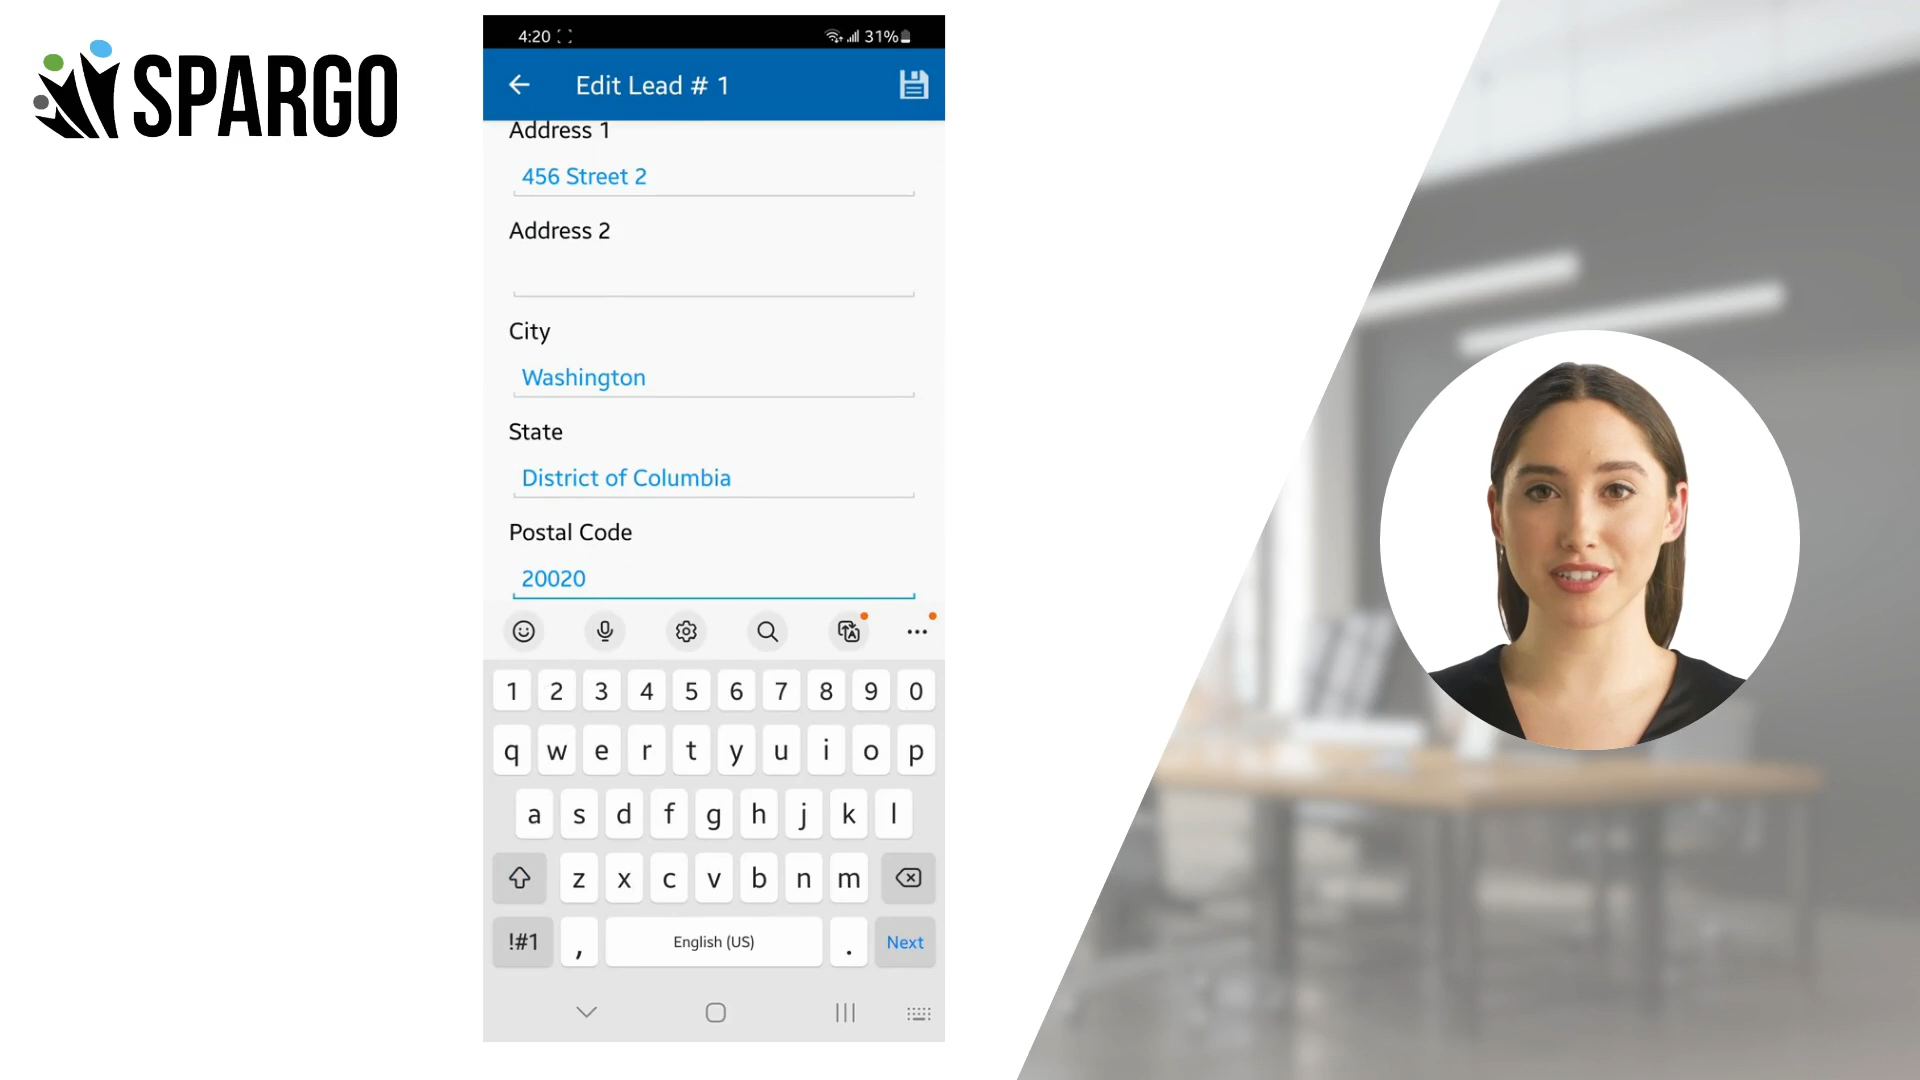 SPARGO
4:20 31%
Edit Lead # 1
Address 1
456 Street 2
Address 2
City
Washington
State
District of Columbia
Postal Code
20020
1 2 3 4 5 6 7 8 9 0
q w e r t y u i o p
a s d f g h j k l
z x c v b n m
!#1 , English (US) . Next